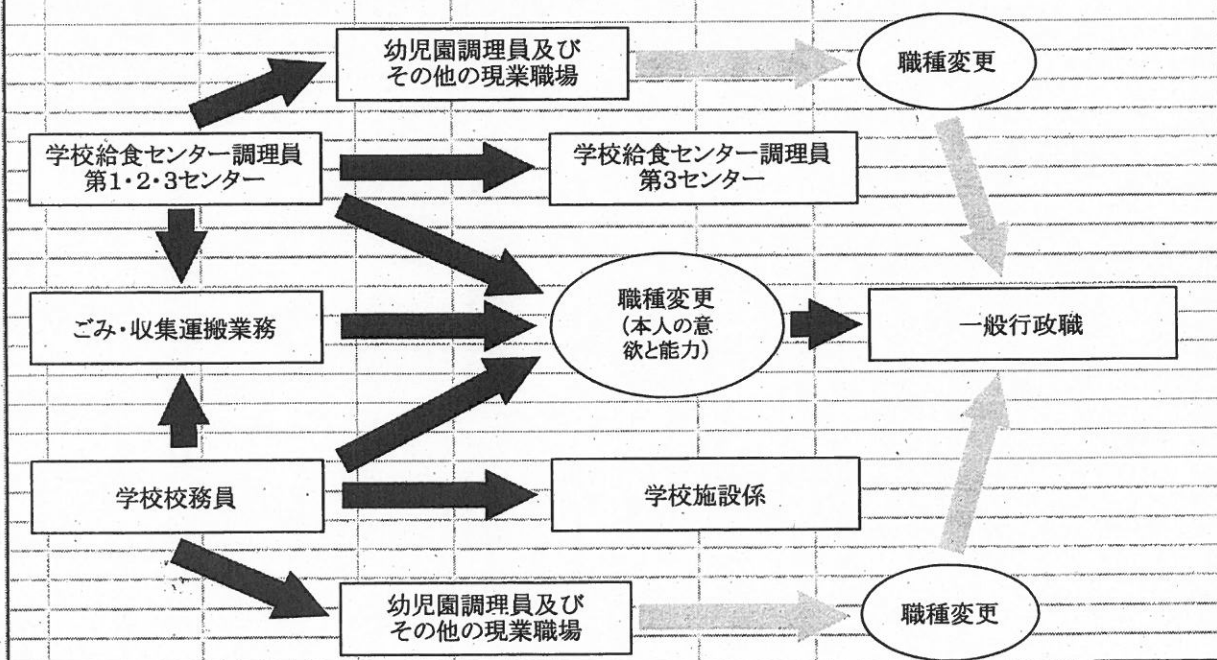 幼児園調理員及び
その他の現業職場
職種変更
学校給食センター調理員
第1・2・3センター
学校給食センター調理員
第3センター
ごみ・収集運搬業務
職種変更
(本人の意
欲と能力)
一般行政職
学校校務員
学校施設係
幼児園調理員及び
その他の現業職場
職種変更